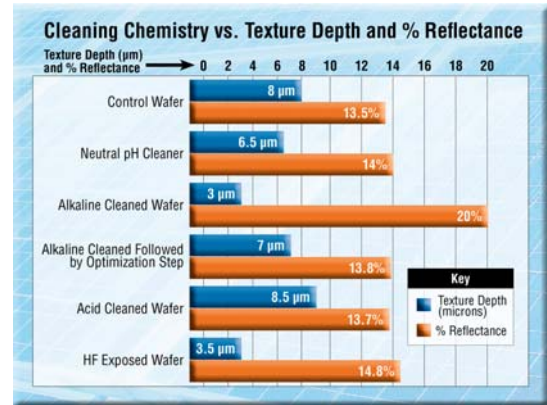 Cleaning Chemistry vs. Texture Depth and % Reflectance
Texture Depth (µm)
and % Reflectance
0 2 4 6 8 10 12 14 16 18 20
Control Wafer
8 µm
13.5%
Neutral pH Cleaner
6.5 µm
14%
Alkaline Cleaned Wafer
3 µm
20%
Alkaline Cleaned Followed
by Optimization Step
7 µm
13.8%
Acid Cleaned Wafer
8.5 µm
13.7%
HF Exposed Wafer
3.5 µm
14.8%
Key
Texture Depth
(microns)
% Reflectance